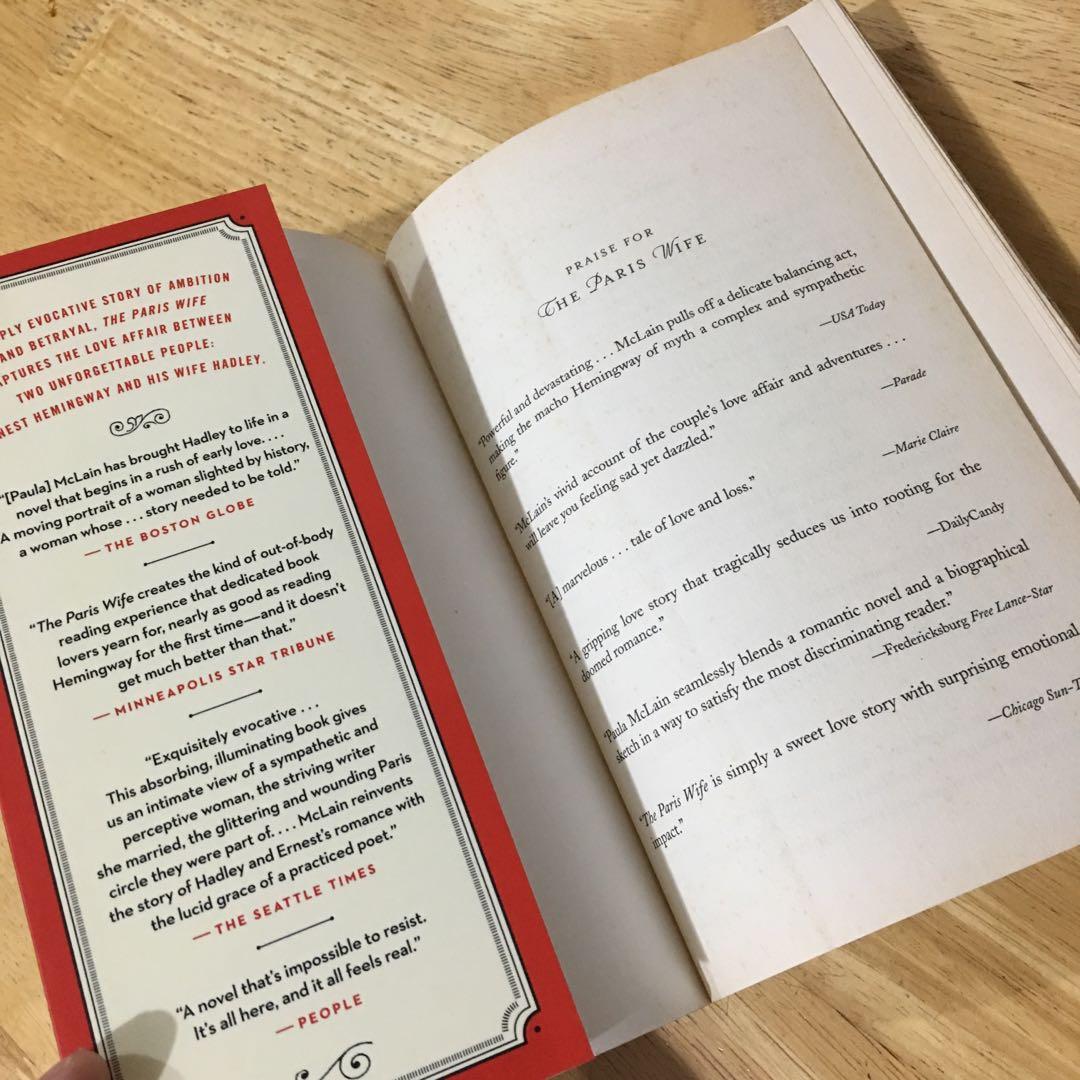 PLY EVOCATIVE STORY OF AMBITION
AND BETRAYAL, THE PARIS WIFE
APTURES THE LOVE AFFAIR BETWEEN
TWO UNFORGETTABLE PEOPLE:
NEST HEMINGWAY AND HIS WIFE HADLEY.
“[Paula] McLain has brought Hadley to life in a
novel that begins in a rush of early love. . . .
A moving portrait of a woman slighted by history,
a woman whose . . . story needed to be told.”
—THE BOSTON GLOBE
“The Paris Wife creates the kind of out-of-body
reading experience that dedicated book
lovers yearn for, nearly as good as reading
Hemingway for the first time—and it doesn’t
get much better than that.”
—MINNEAPOLIS STAR TRIBUNE
“Exquisitely evocative . . .
This absorbing, illuminating book gives
us an intimate view of a sympathetic and
perceptive woman, the striving writer
she married, the glittering and wounding Paris
circle they were part of. . . . McLain reinvents
the story of Hadley and Ernest’s romance with
the lucid grace of a practiced poet.”
—THE SEATTLE TIMES
“A novel that’s impossible to resist.
It’s all here, and it all feels real.”
—PEOPLE
PRAISE FOR
THE PARIS WIFE
“Powerful and devastating . . . McLain pulls off a delicate balancing act,
making the macho Hemingway of myth a complex and sympathetic
figure.”
—USA Today
“McLain’s vivid account of the couple’s love affair and adventures . . .
will leave you feeling sad yet dazzled.”
—Parade
“[A] marvelous . . . tale of love and loss.”
—Marie Claire
“A gripping love story that tragically seduces us into rooting for the
doomed romance.”
—DailyCandy
“Paula McLain seamlessly blends a romantic novel and a biographical
sketch in a way to satisfy the most discriminating reader.”
—Fredericksburg Free Lance-Star
“The Paris Wife is simply a sweet love story with surprising emotional
impact.”
—Chicago Sun-T